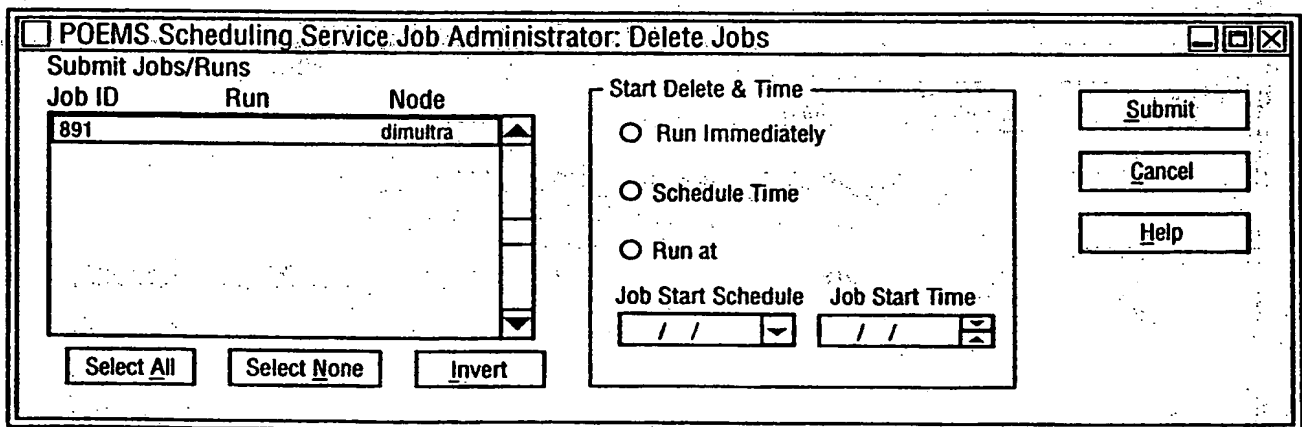 POEMS Scheduling Service Job Administrator: Delete Jobs
Submit Jobs/Runs
Job ID Run Node
891 dimultra
Select All Select None Invert
Start Delete & Time
Run Immediately
Schedule Time
Run at
Job Start Schedule Job Start Time
/ / / /
Submit
Cancel
Help